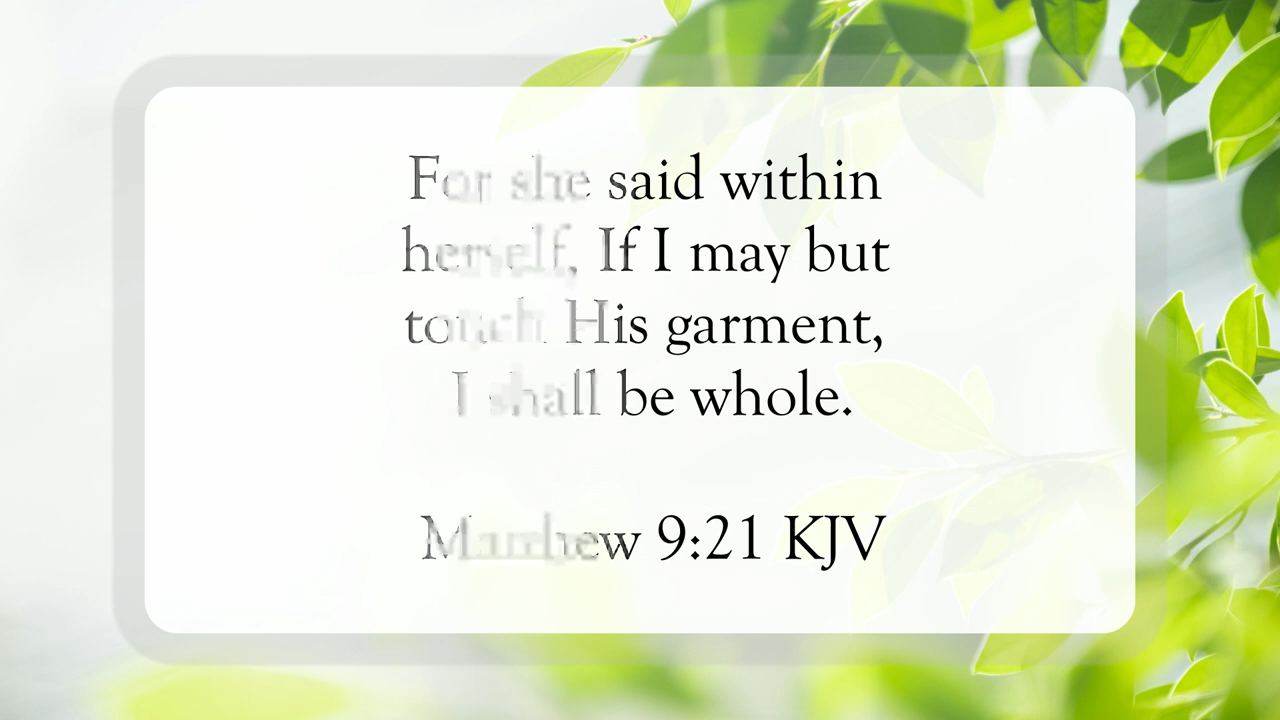 For she said within
herself, If I may but
touch His garment,
I shall be whole.
Matthew 9:21 KJV